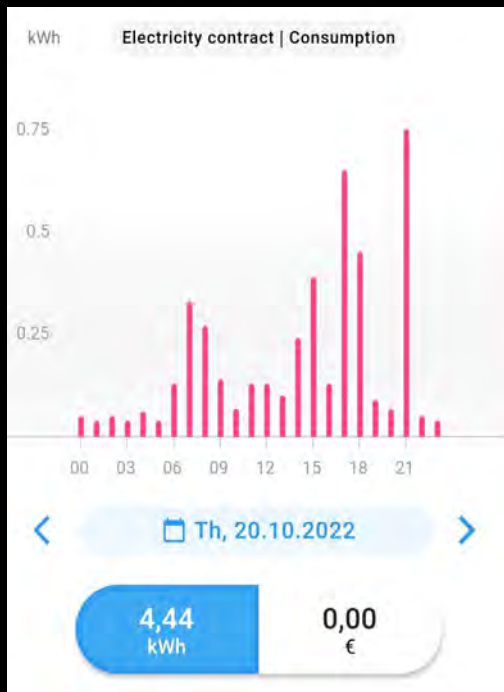 kWh
Electricity contract | Consumption
0.75
0.5
0.25
00 03 06 09 12 15 18 21
Th, 20.10.2022
4,44 0,00
kWh €